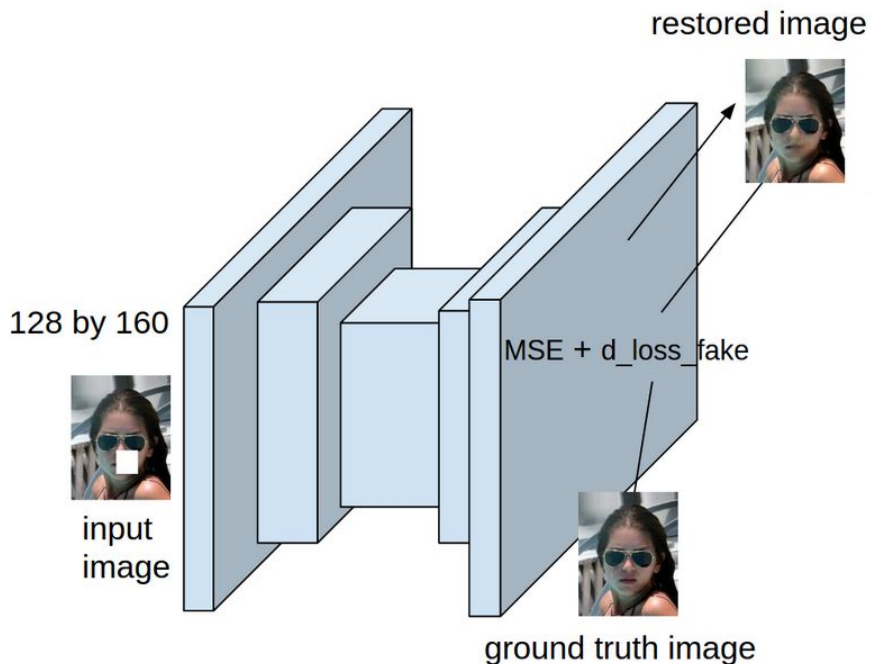 restored image
128 by 160
MSE + d_loss_fake
input
image
ground truth image